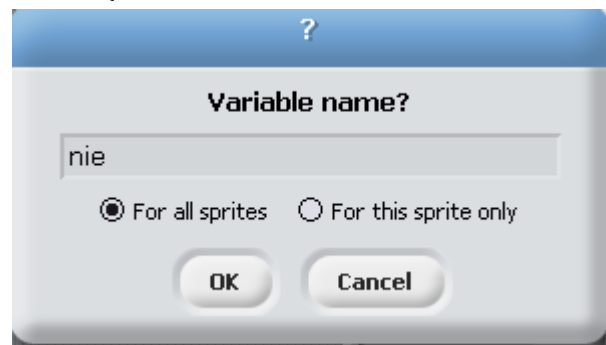 ?
Variable name?
nie
For all sprites For this sprite only
OK Cancel